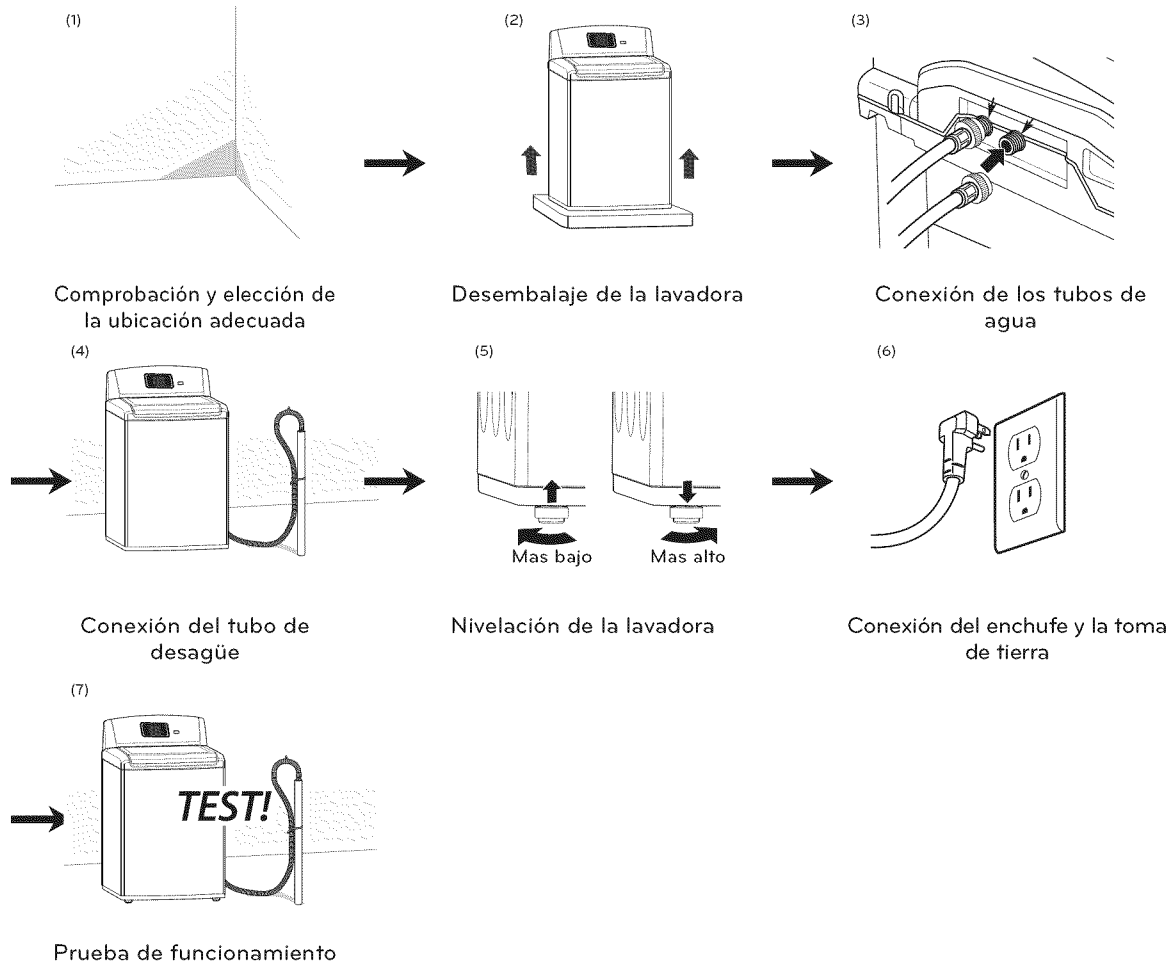 (1)
(2)
(3)
Comprobación y elección de
la ubicación adecuada
Desembalaje de la lavadora
Conexión de los tubos de
agua
(4)
(5)
(6)
Mas bajo
Mas alto
Conexión del tubo de
desagüe
Nivelación de la lavadora
Conexión del enchufe y la toma
de tierra
(7)
TEST!
Prueba de funcionamiento